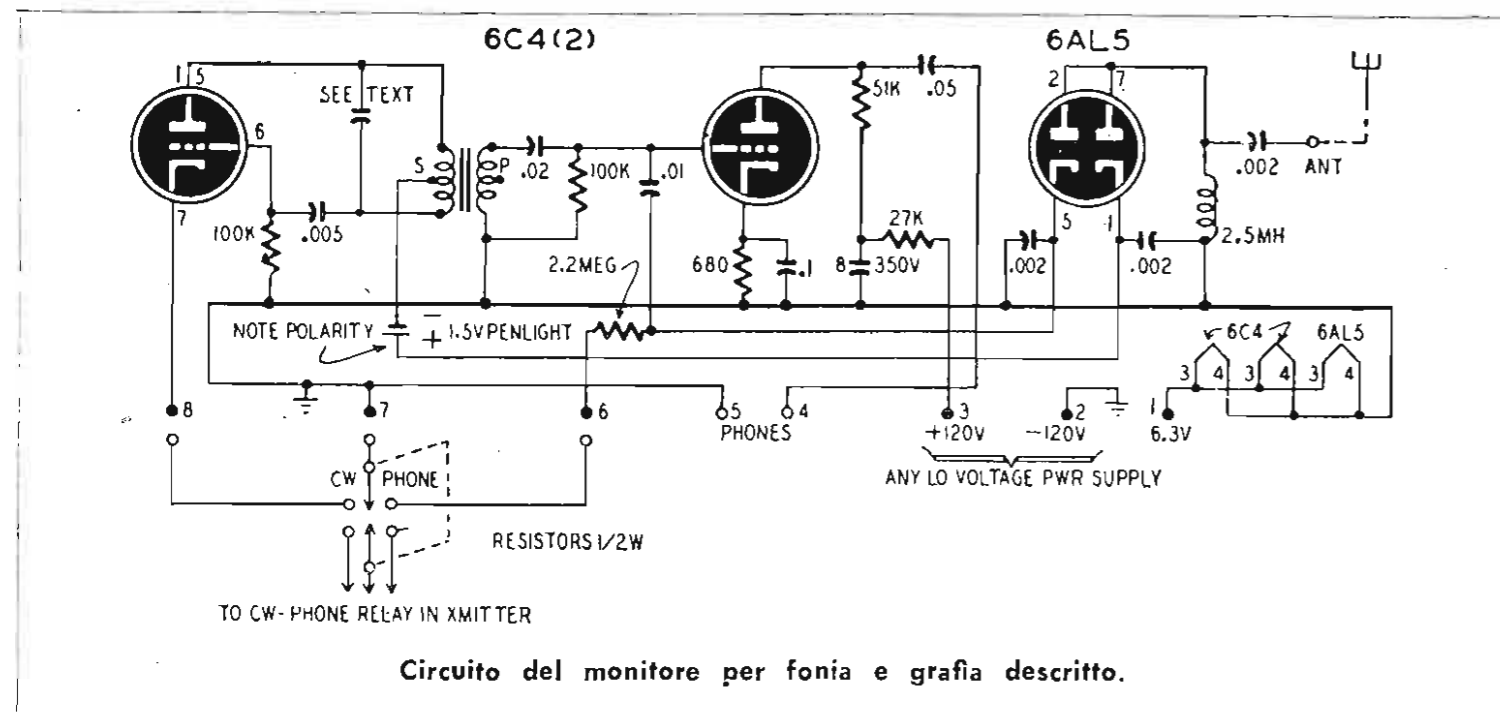 6C4(2)
6AL5
1
5
SEE TEXT
6
7
S
P
.02
100K
.01
100K
.005
51K
.05
2
7
.002
ANT
5
1
2.5MH
.002
.002
680
.1
8
350V
27K
2.2MEG
NOTE POLARITY
−
+
1.5V PENLIGHT
6C4
6AL5
3
4
3
4
3
4
8
7
6
5
4
PHONES
3
+120V
2
−120V
1
6.3V
ANY LO VOLTAGE PWR SUPPLY
CW
PHONE
RESISTORS 1/2W
TO CW- PHONE RELAY IN XMITTER
Circuito del monitore per fonia e grafia descritto.